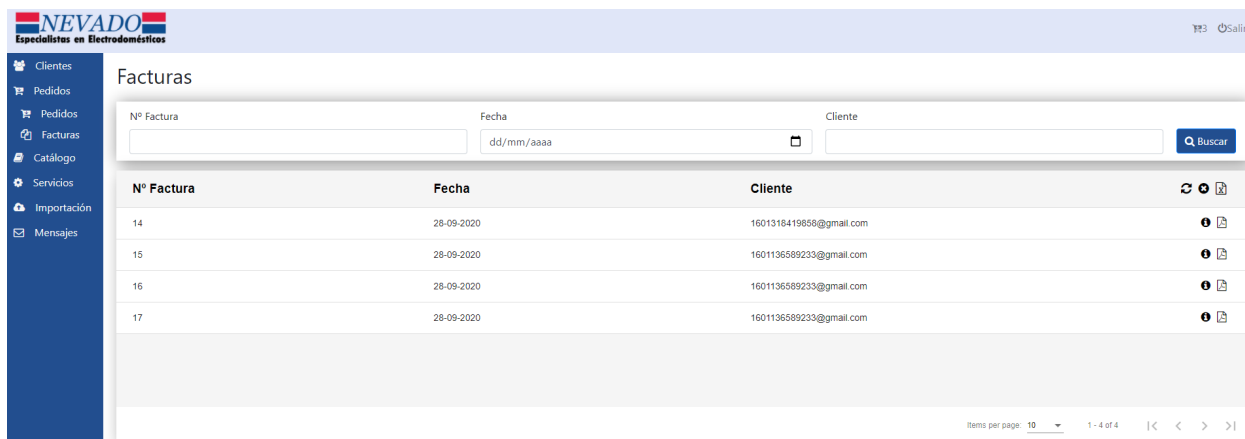 NEVADO
Especialistas en Electrodomésticos
3 Salir
Clientes
Pedidos
Pedidos
Facturas
Catálogo
Servicios
Importación
Mensajes
Facturas
Nº Factura Fecha Cliente
dd/mm/aaaa
Buscar
Nº Factura Fecha Cliente
14 28-09-2020 1601318419858@gmail.com
15 28-09-2020 1601136589233@gmail.com
16 28-09-2020 1601136589233@gmail.com
17 28-09-2020 1601136589233@gmail.com
Items per page: 10 1 - 4 of 4